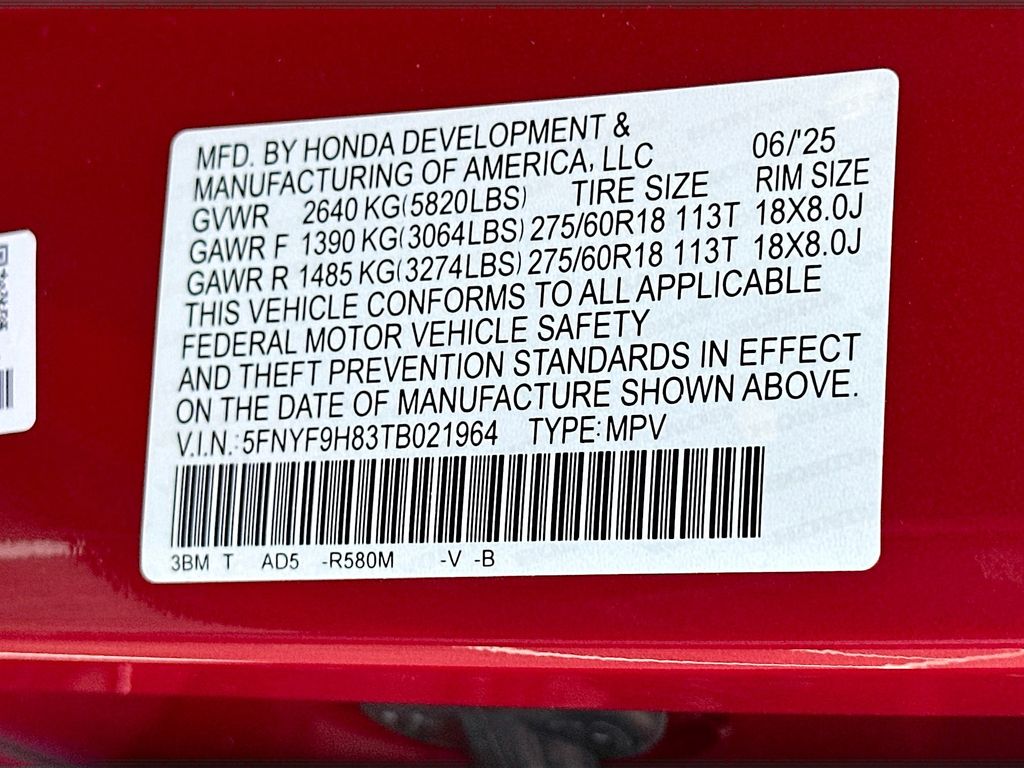 MFD. BY HONDA DEVELOPMENT &
MANUFACTURING OF AMERICA, LLC 06/'25
GVWR 2640 KG(5820LBS) TIRE SIZE RIM SIZE
GAWR F 1390 KG(3064LBS) 275/60R18 113T 18X8.0J
GAWR R 1485 KG(3274LBS) 275/60R18 113T 18X8.0J
THIS VEHICLE CONFORMS TO ALL APPLICABLE
FEDERAL MOTOR VEHICLE SAFETY
AND THEFT PREVENTION STANDARDS IN EFFECT
ON THE DATE OF MANUFACTURE SHOWN ABOVE.
V.I.N.: 5FNYF9H83TB021964 TYPE: MPV
3BM T AD5 -R580M -V -B